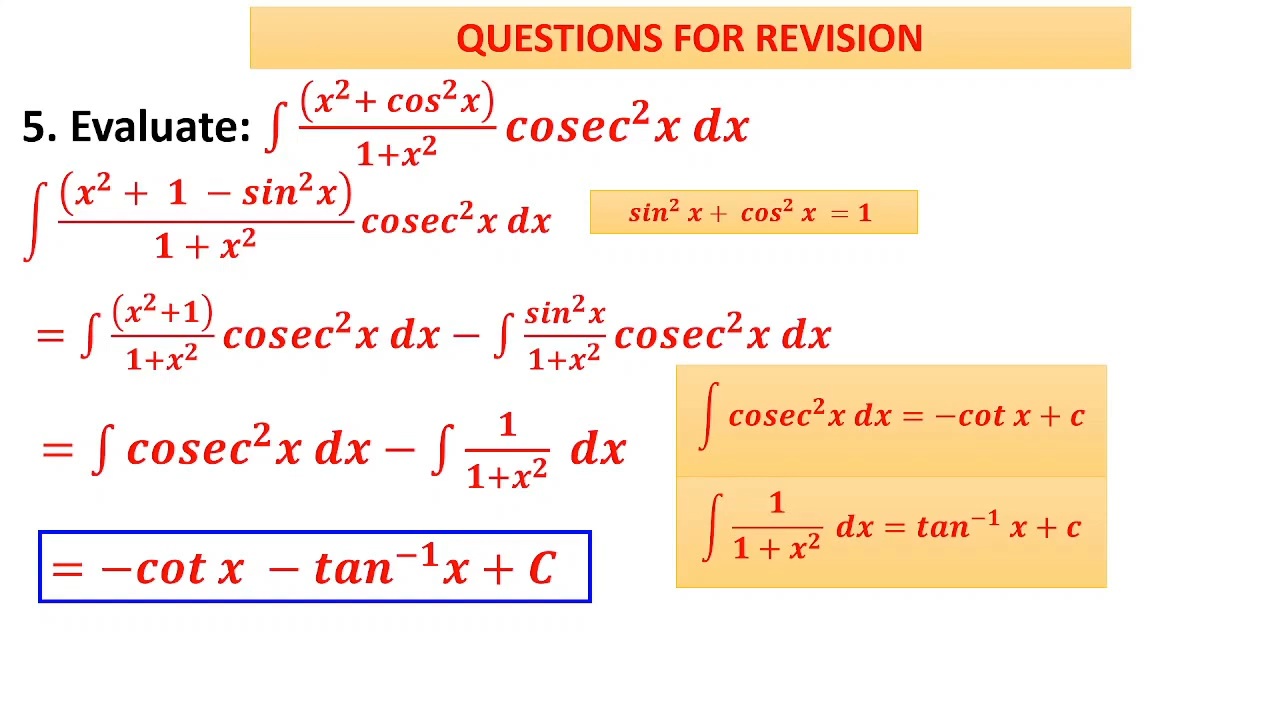 QUESTIONS FOR REVISION
5. Evaluate: ∫ (x² + cos²x)/(1+x²) cosec²x dx
∫ (x² + 1 − sin²x)/(1 + x²) cosec²x dx
sin² x + cos² x = 1
= ∫ (x²+1)/(1+x²) cosec²x dx − ∫ sin²x/(1+x²) cosec²x dx
= ∫ cosec²x dx − ∫ 1/(1+x²) dx
∫ cosec²x dx = −cot x + c
∫ 1/(1 + x²) dx = tan⁻¹ x + c
= −cot x − tan⁻¹x + C